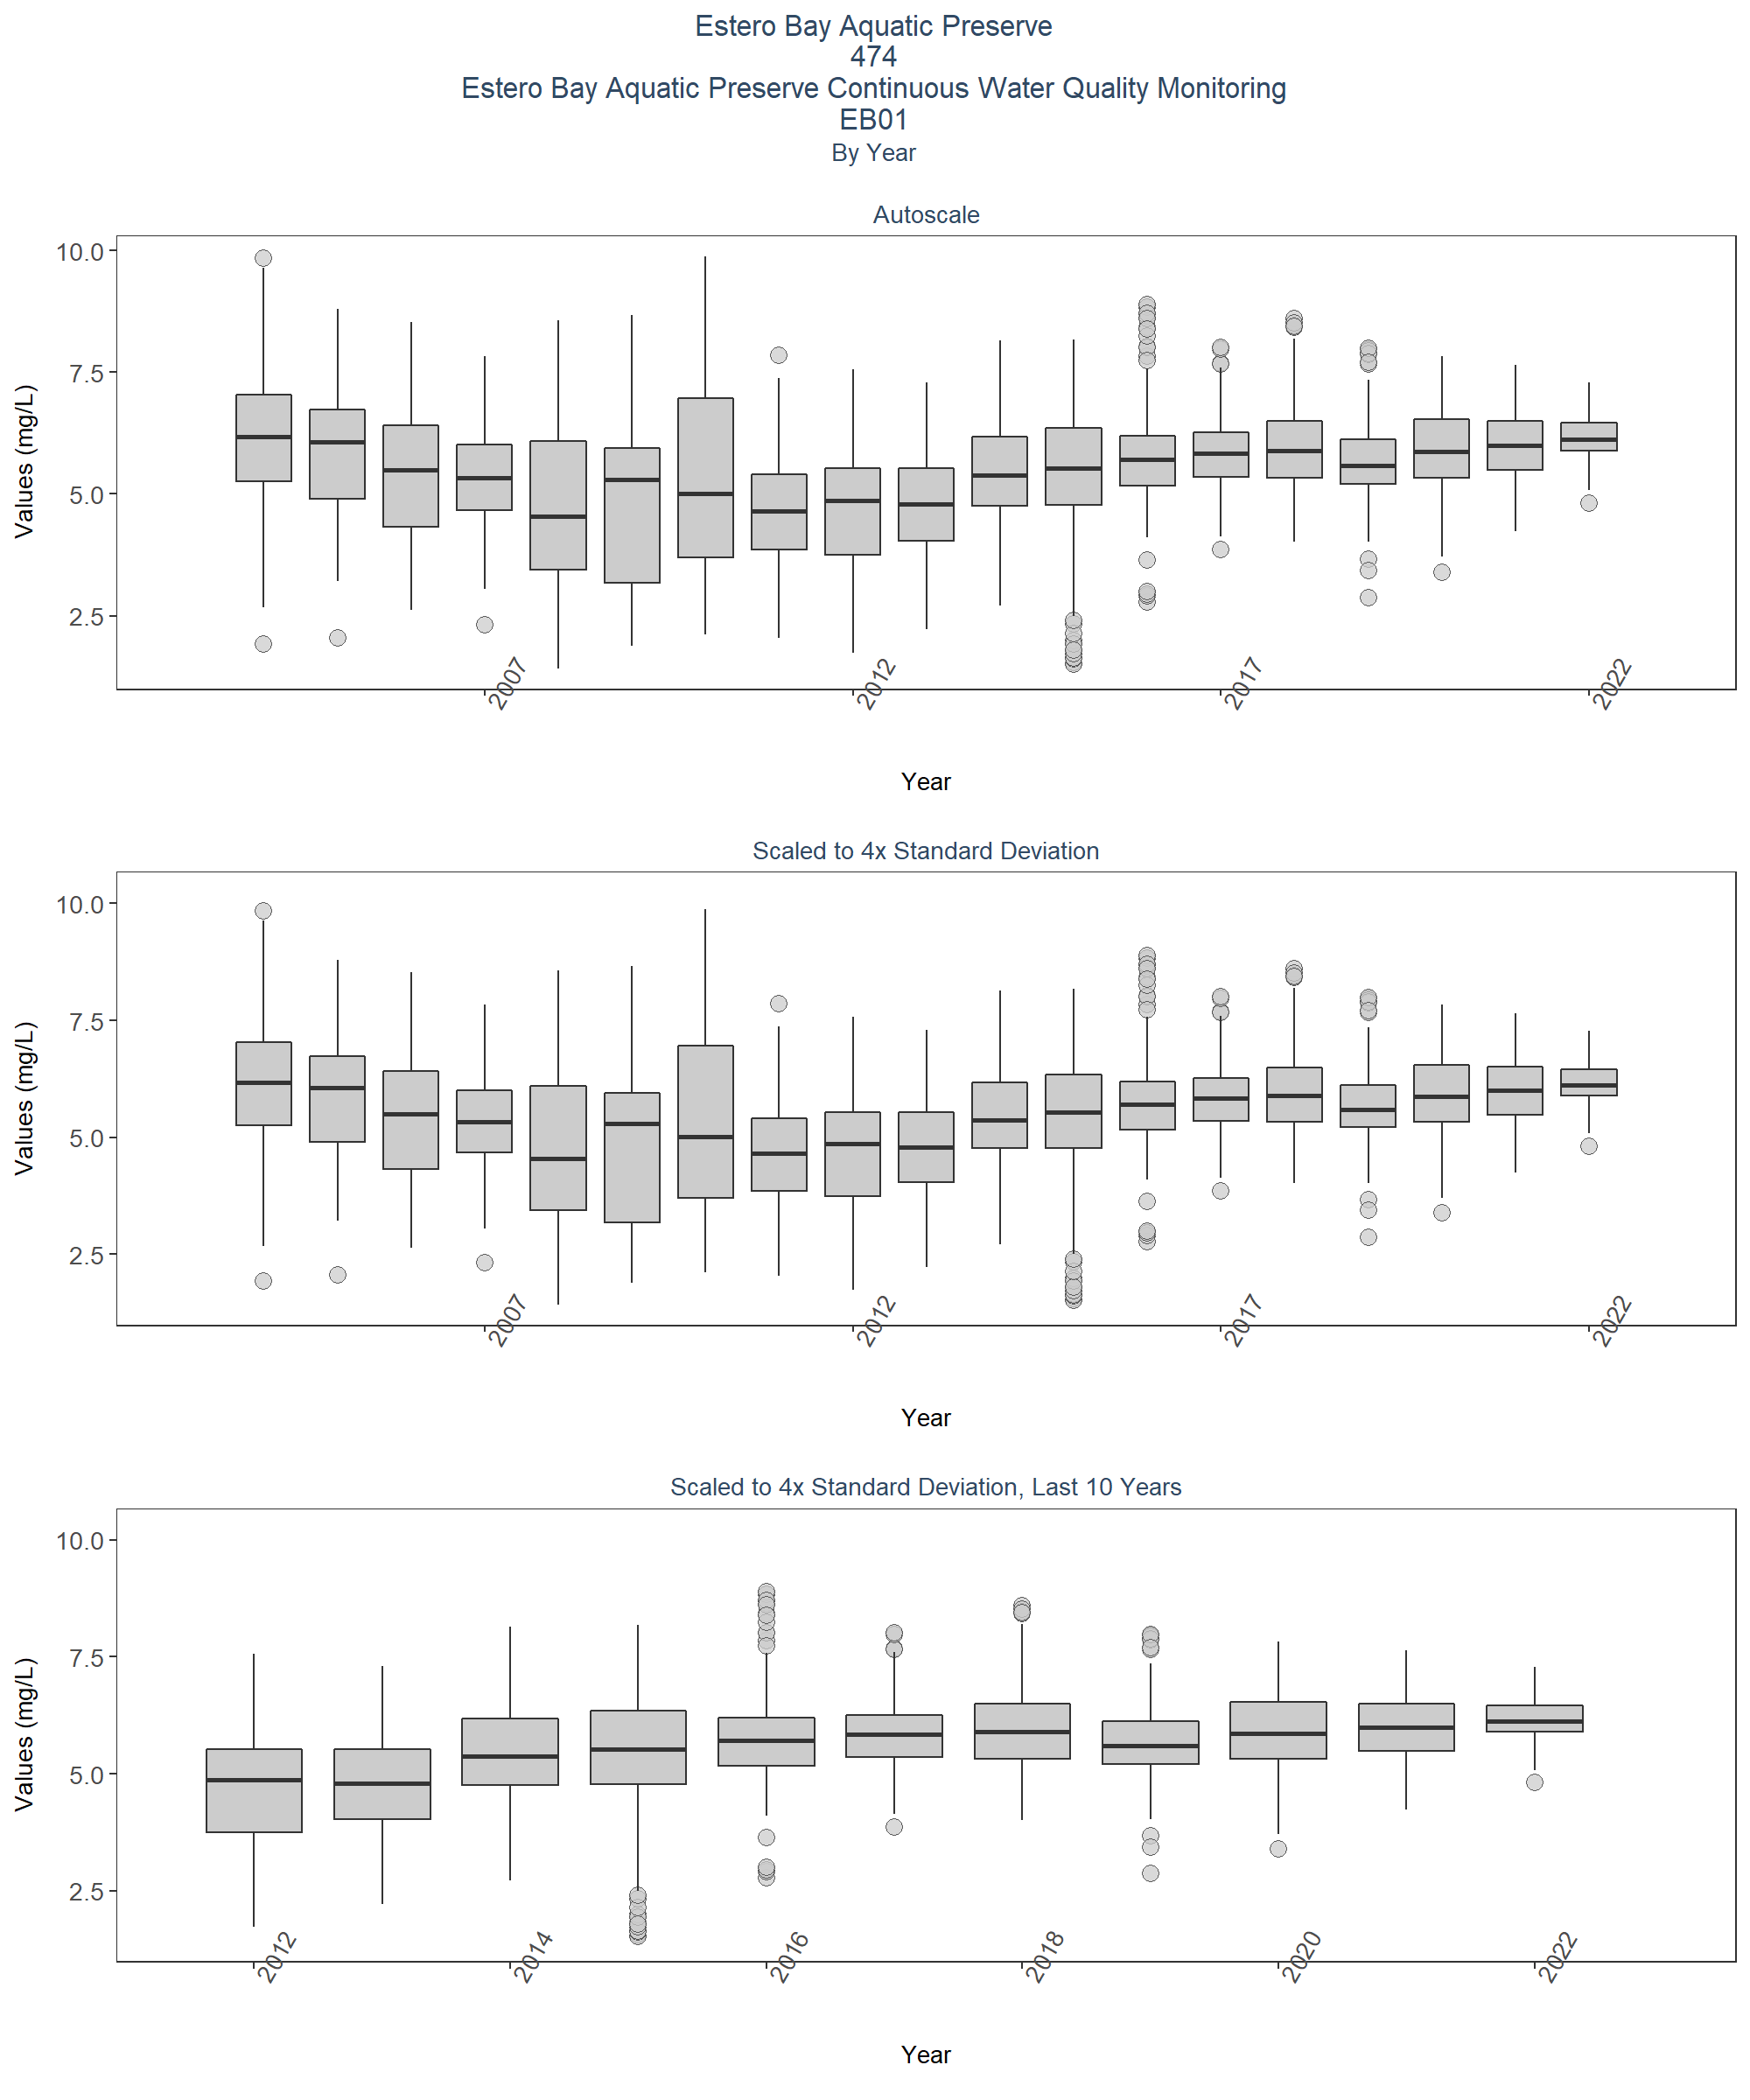 Estero Bay Aquatic Preserve
474
Estero Bay Aquatic Preserve Continuous Water Quality Monitoring
EB01
By Year
Autoscale
Values (mg/L)
10.0
7.5
5.0
2.5
2007
2012
2017
2022
Year
Scaled to 4x Standard Deviation
Values (mg/L)
10.0
7.5
5.0
2.5
2007
2012
2017
2022
Year
Scaled to 4x Standard Deviation, Last 10 Years
Values (mg/L)
10.0
7.5
5.0
2.5
2012
2014
2016
2018
2020
2022
Year